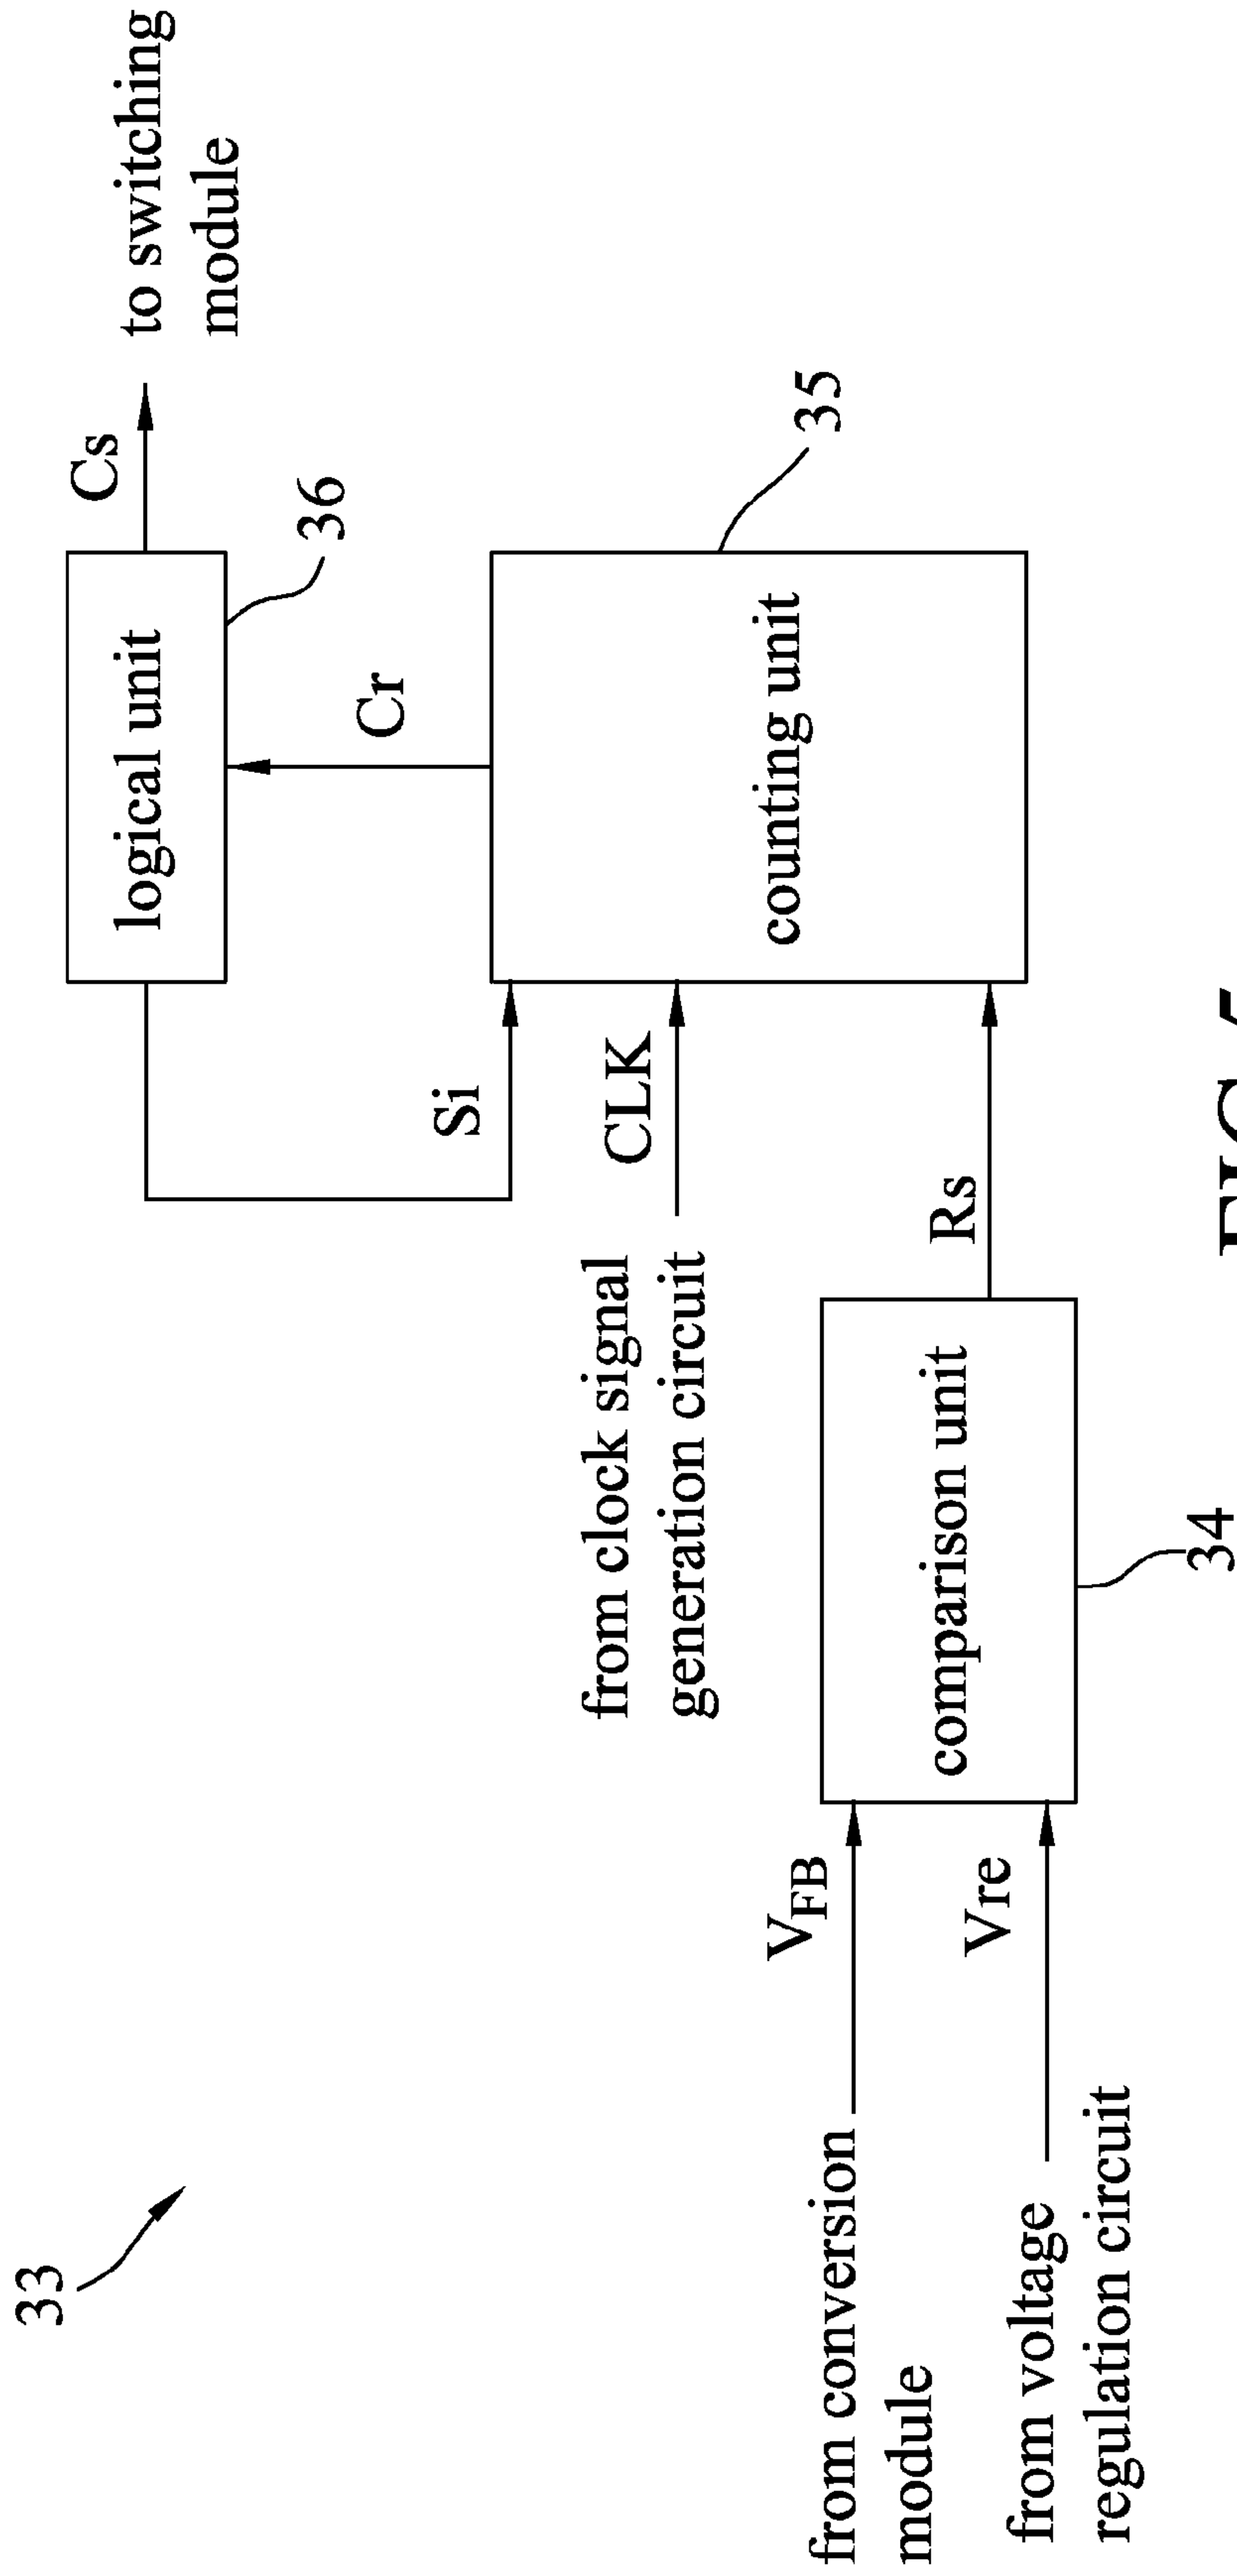 33
Cs
to switching
module
logical unit
36
Cr
Si
35
counting unit
from clock signal
generation circuit
CLK
Rs
from conversion
module
VFB
from voltage
regulation circuit
Vre
comparison unit
34